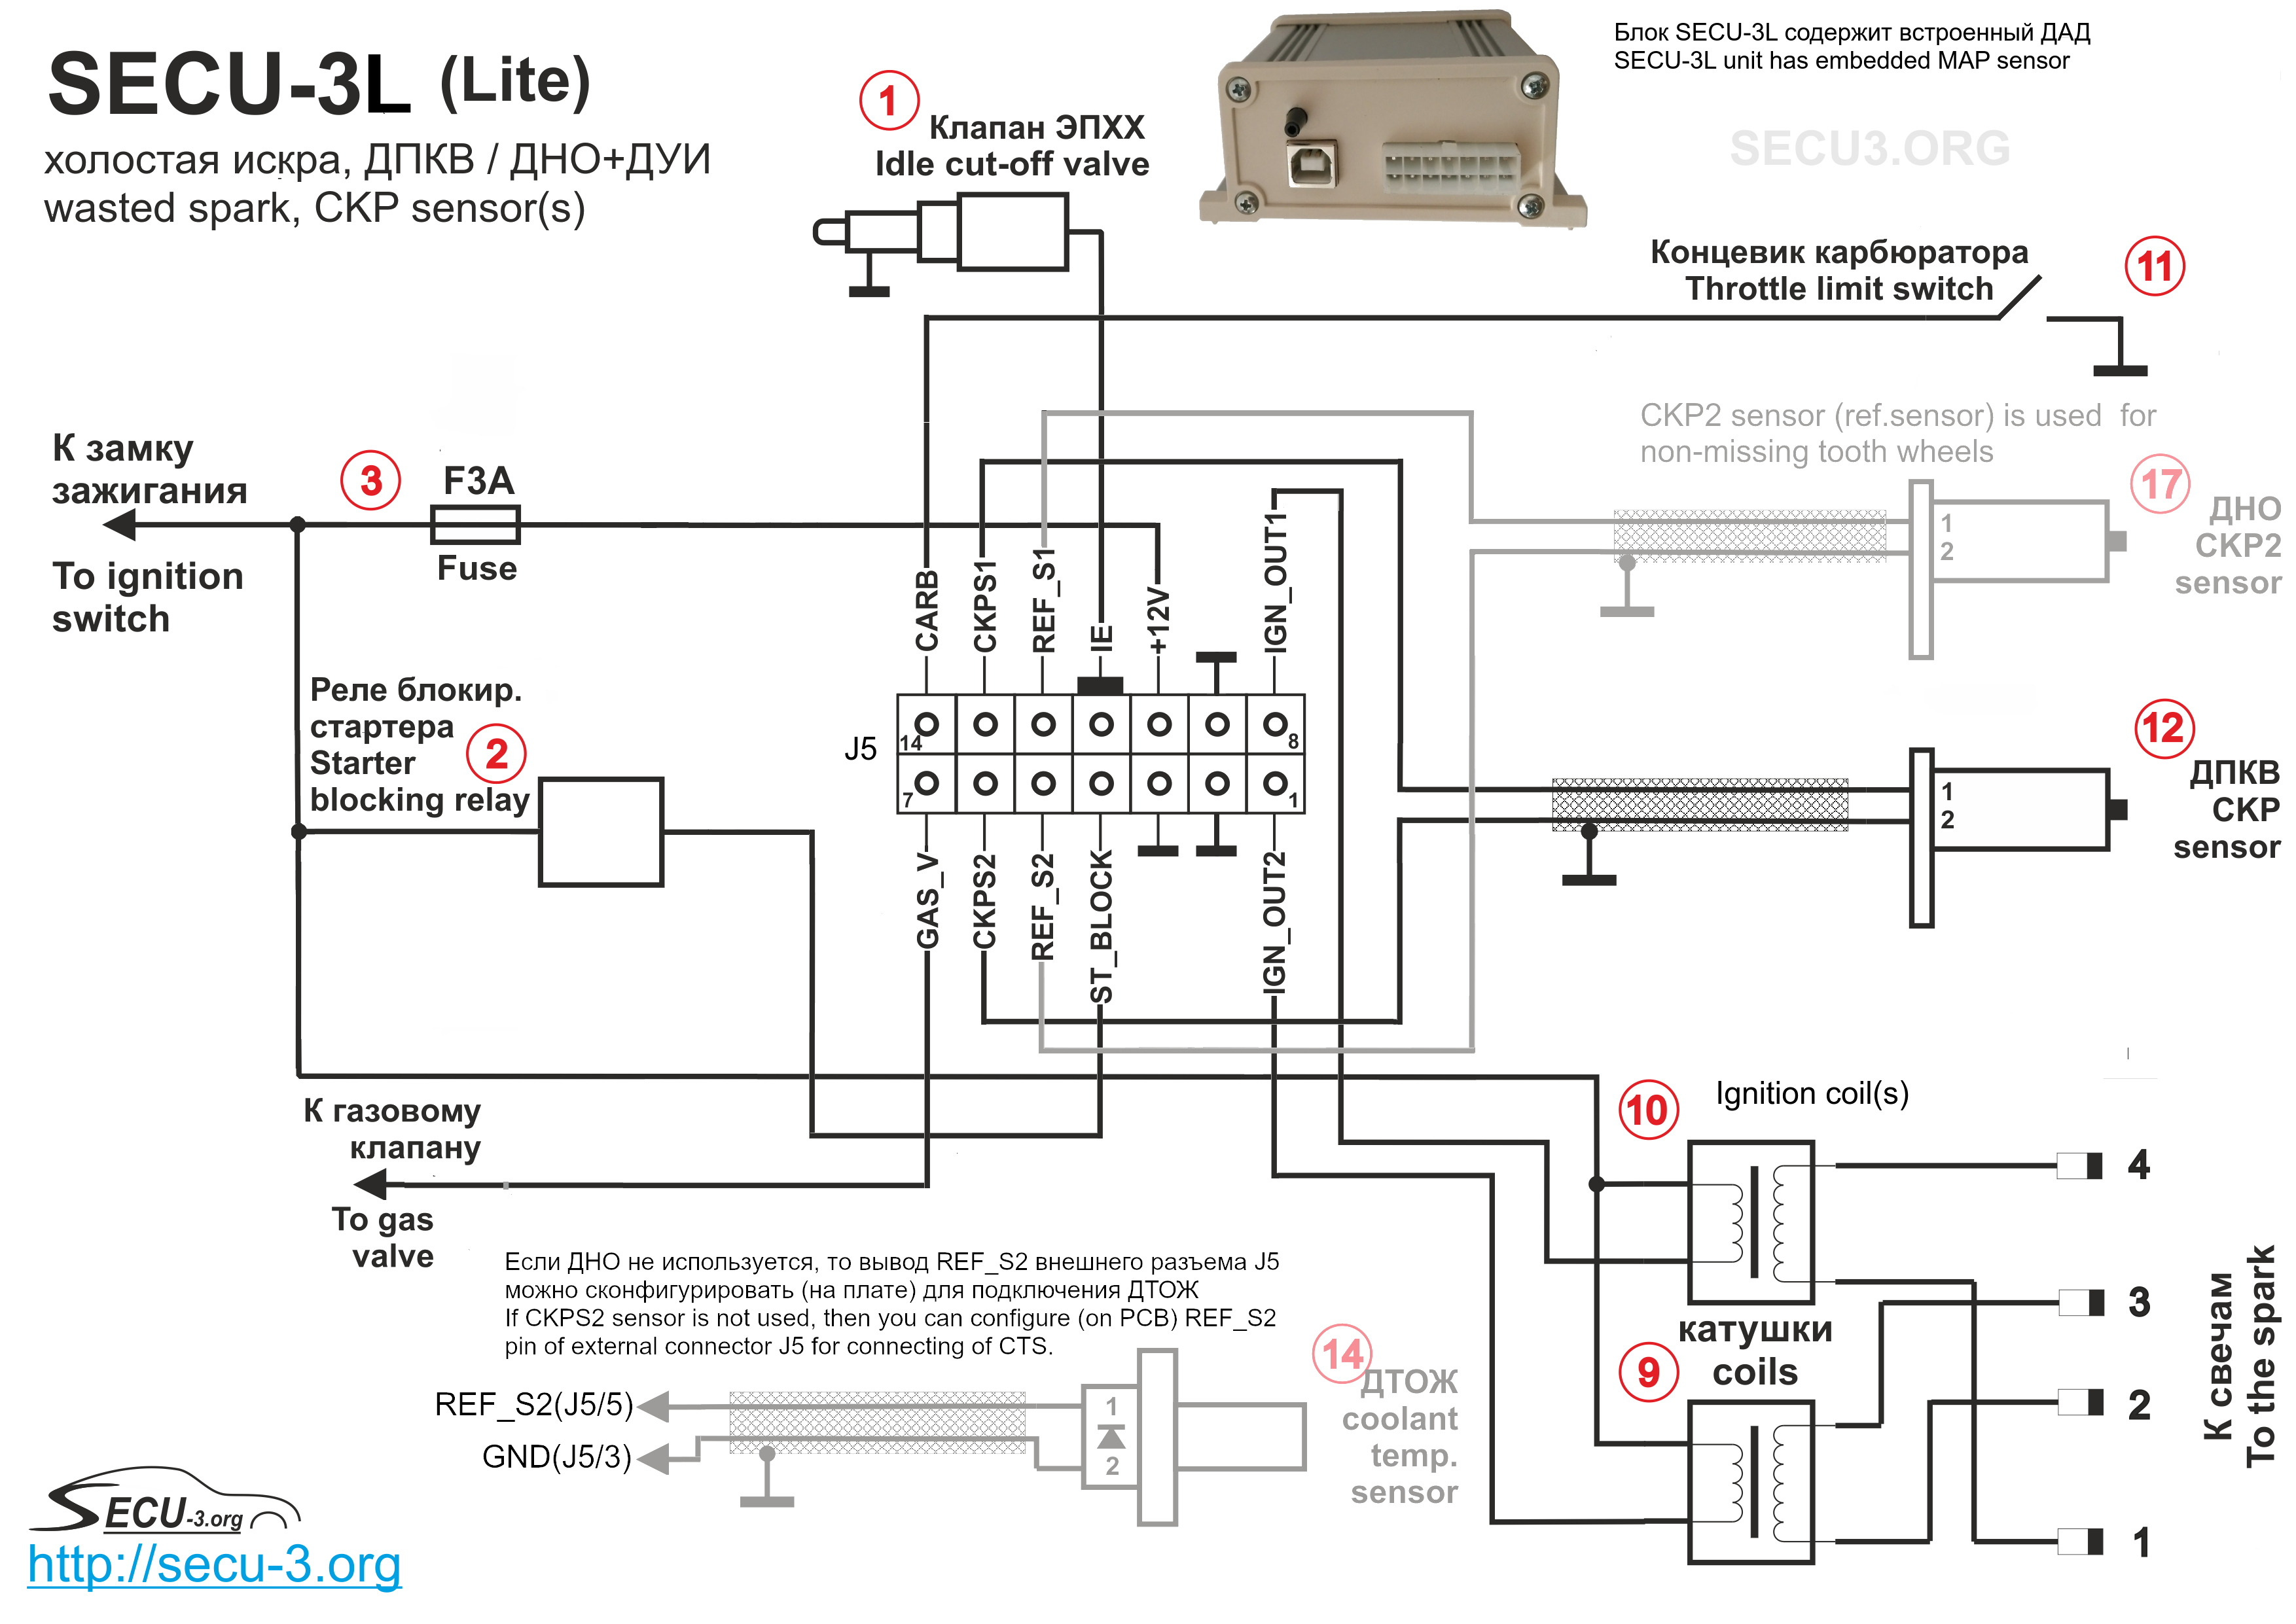 SECU-3L (Lite)
холостая искра, ДПКВ / ДНО+ДУИ
wasted spark, CKP sensor(s)
1
Клапан ЭПХХ
Idle cut-off valve
Блок SECU-3L содержит встроенный ДАД
SECU-3L unit has embedded MAP sensor
SECU3.ORG
Концевик карбюратора
Throttle limit switch
11
К замку
зажигания
To ignition
switch
3
F3A
Fuse
CKP2 sensor (ref.sensor) is used for
non-missing tooth wheels
17
1
2
ДНО
CKP2
sensor
CARB
CKPS1
REF_S1
IE
+12V
IGN_OUT1
Реле блокир.
стартера
Starter
blocking relay
2
J5
14
8
7
1
12
1
2
ДПКВ
CKP
sensor
GAS_V
CKPS2
REF_S2
ST_BLOCK
IGN_OUT2
К газовому
клапану
To gas
valve
10
Ignition coil(s)
катушки
coils
9
4
3
2
1
К свечам
To the spark
Если ДНО не используется, то вывод REF_S2 внешнего разъема J5
можно сконфигурировать (на плате) для подключения ДТОЖ
If CKPS2 sensor is not used, then you can configure (on PCB) REF_S2
pin of external connector J5 for connecting of CTS.
REF_S2(J5/5)
GND(J5/3)
1
2
14
ДТОЖ
coolant
temp.
sensor
SECU-3.org
http://secu-3.org